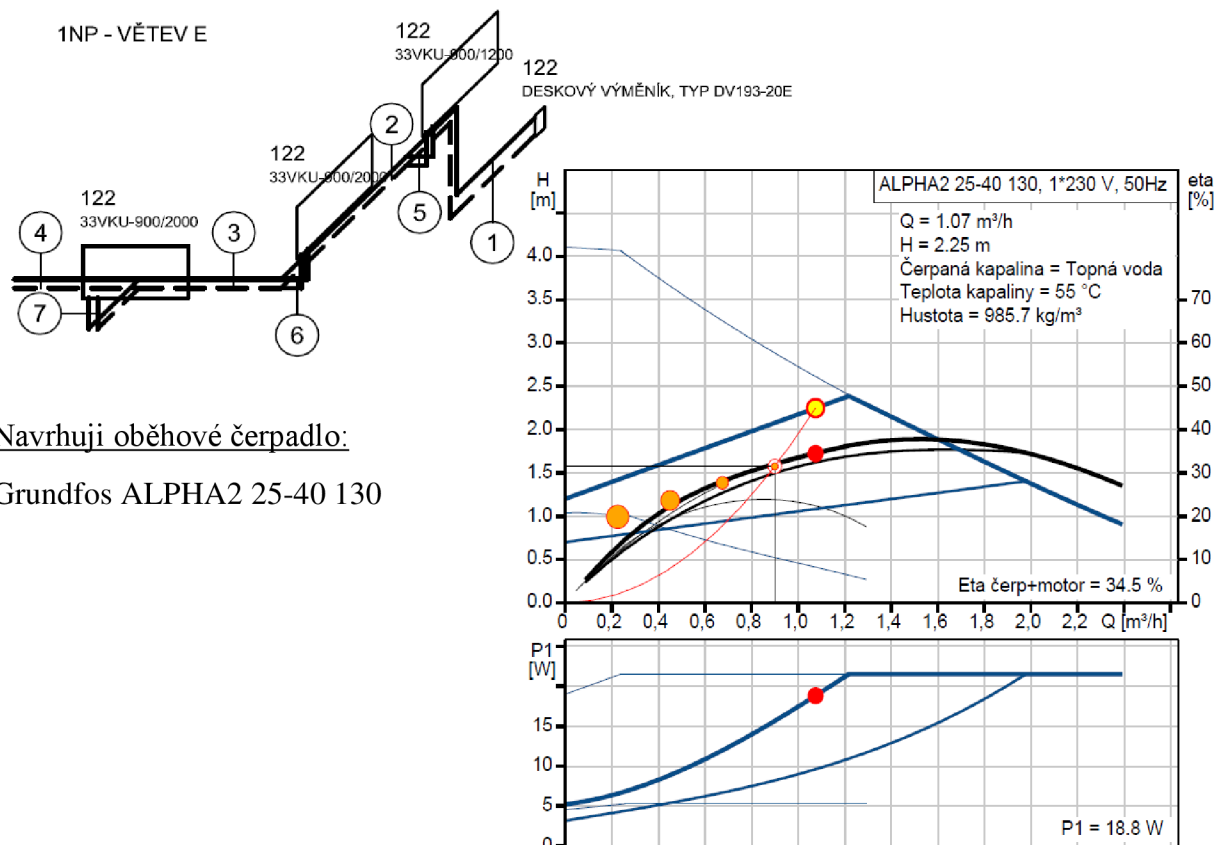 1NP - VĚTEV E
122
33VKU-900/1200
122
DESKOVÝ VÝMĚNÍK, TYP DV193-20E
2
122
33VKU-900/2000
122
33VKU-900/2000
5
4
3
1
7
6
Navrhuji oběhové čerpadlo:
Grundfos ALPHA2 25-40 130
H
[m]
ALPHA2 25-40 130, 1*230 V, 50Hz
eta
[%]
Q = 1.07 m³/h
H = 2.25 m
Čerpaná kapalina = Topná voda
Teplota kapaliny = 55 °C
Hustota = 985.7 kg/m³
4.0
3.5
3.0
2.5
2.0
1.5
1.0
0.5
0.0
70
60
50
40
30
20
10
0
Eta čerp+motor = 34.5 %
0 0,2 0,4 0,6 0,8 1,0 1,2 1,4 1,6 1,8 2,0 2,2 Q [m³/h]
P1
[W]
15
10
5
0
P1 = 18.8 W